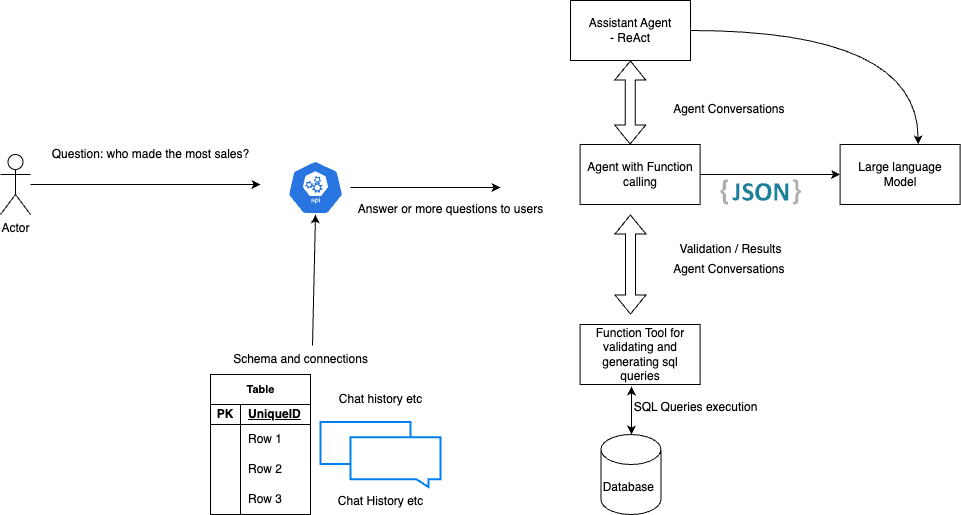 Assistant Agent
- ReAct
Agent Conversations
Question: who made the most sales?
Actor
api
Answer or more questions to users
Agent with Function
calling
{JSON}
Large language
Model
Validation / Results
Agent Conversations
Function Tool for
validating and
generating sql
queries
SQL Queries execution
Database
Schema and connections
Table
PK UniqueID
Row 1
Row 2
Row 3
Chat history etc
Chat History etc